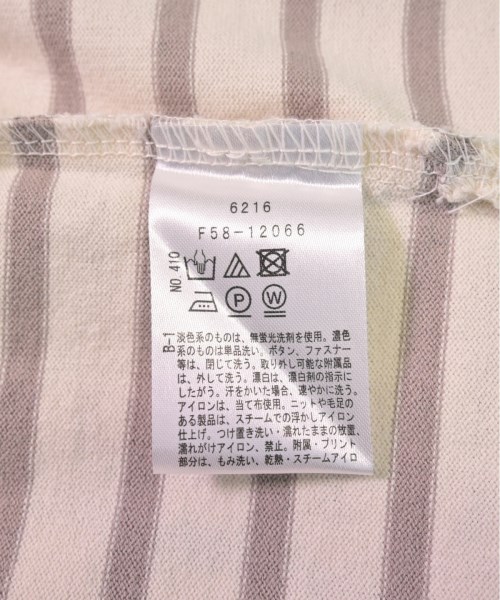 6216
F58-12066
NO.410
P
W
B-1
淡色系のものは、無蛍光洗剤を使用。濃色
系のものは単品洗い。ボタン、ファスナー
等は、閉じて洗う。取り外し可能な附属品
は、外して洗う。漂白は、漂白剤の指示に
したがう。汗をかいた場合、速やかに洗う。
アイロンは、当て布使用。ニットや毛足の
ある製品は、スチームでの浮かしアイロン
仕上げ。つけ置き洗い・濡れたままの放置、
濡れがけアイロン、禁止。附属・プリント
部分は、もみ洗い、乾熱・スチームアイロ